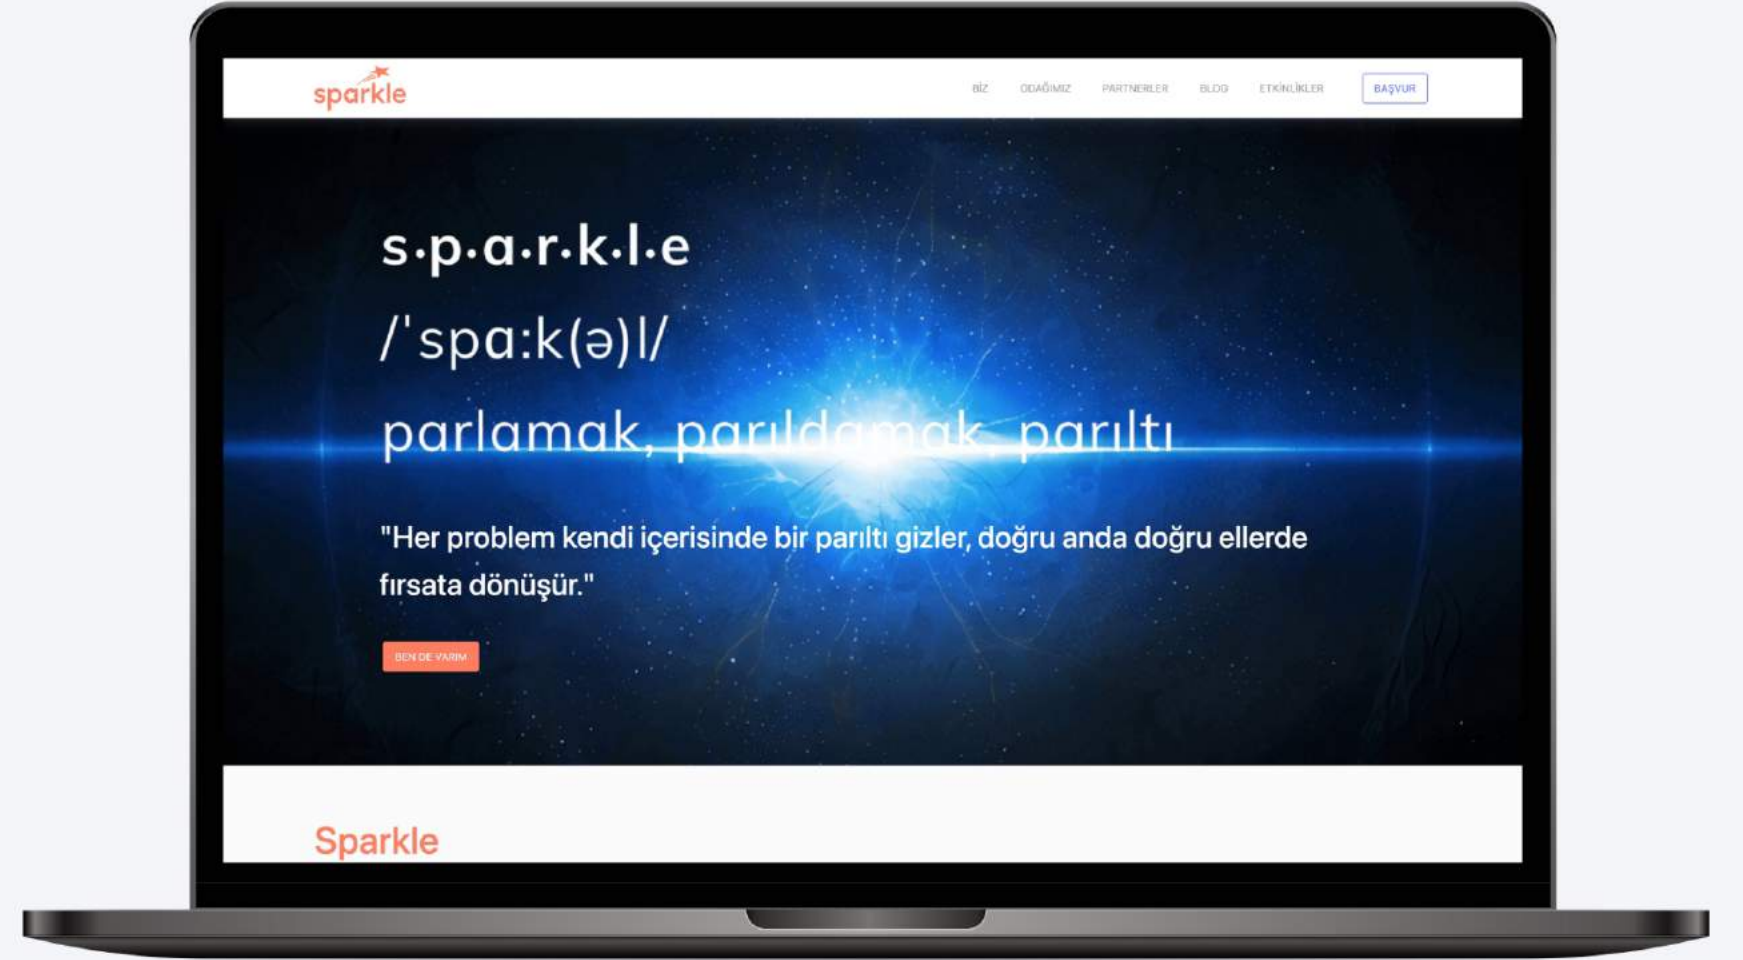 sparkle
BİZ
ODAĞIMIZ
PARTNERLER
BLOG
ETKİNLİKLER
BAŞVUR
s·p·a·r·k·l·e
/'spɑ:k(ə)l/
parlamak, parıldamak, parıltı
"Her problem kendi içerisinde bir parıltı gizler, doğru anda doğru ellerde
fırsata dönüşür."
BEN DE VARIM
Sparkle